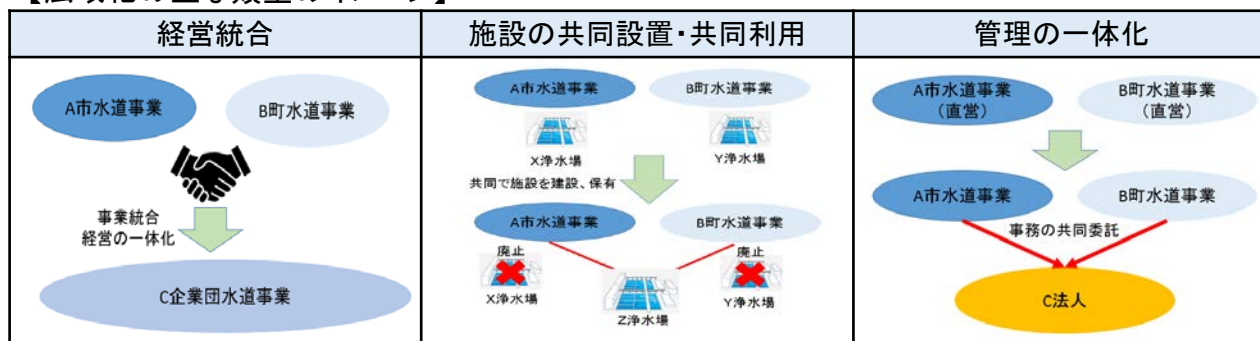 経営統合
施設の共同設置・共同利用
管理の一体化
A市水道事業
B町水道事業
事業統合
経営の一体化
C企業団水道事業
A市水道事業
B町水道事業
X浄水場
Y浄水場
共同で施設を建設、保有
A市水道事業
B町水道事業
廃止
廃止
X浄水場
Y浄水場
Z浄水場
A市水道事業
(直営)
B町水道事業
(直営)
A市水道事業
B町水道事業
事務の共同委託
C法人